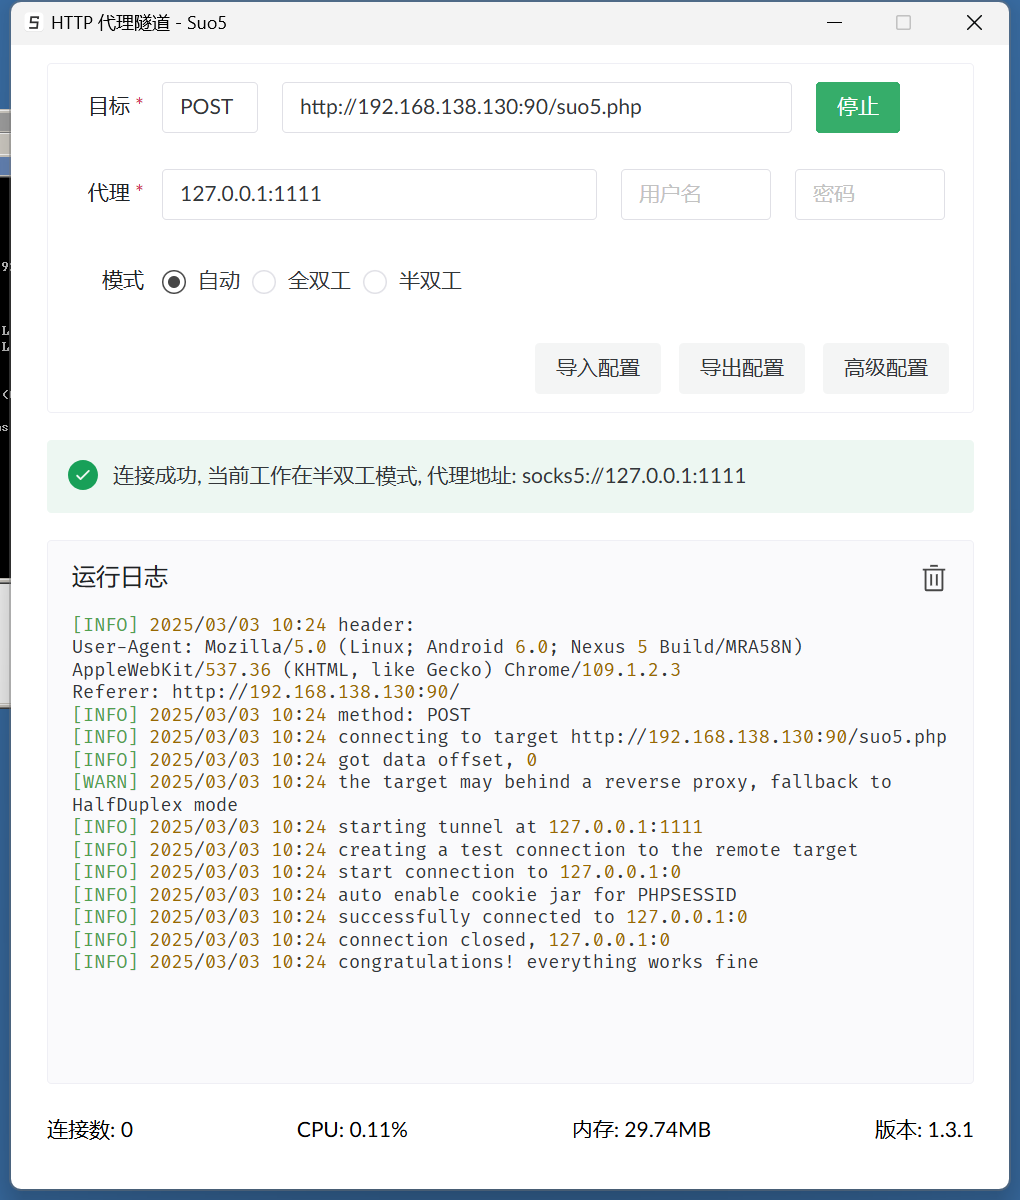 HTTP 代理隧道 - Suo5
目标 * POST http://192.168.138.130:90/suo5.php 停止
代理 * 127.0.0.1:1111 用户名 密码
模式 自动 全双工 半双工
导入配置 导出配置 高级配置
连接成功, 当前工作在半双工模式, 代理地址: socks5://127.0.0.1:1111
运行日志
[INFO] 2025/03/03 10:24 header:
User-Agent: Mozilla/5.0 (Linux; Android 6.0; Nexus 5 Build/MRA58N)
AppleWebKit/537.36 (KHTML, like Gecko) Chrome/109.1.2.3
Referer: http://192.168.138.130:90/
[INFO] 2025/03/03 10:24 method: POST
[INFO] 2025/03/03 10:24 connecting to target http://192.168.138.130:90/suo5.php
[INFO] 2025/03/03 10:24 got data offset, 0
[WARN] 2025/03/03 10:24 the target may behind a reverse proxy, fallback to
HalfDuplex mode
[INFO] 2025/03/03 10:24 starting tunnel at 127.0.0.1:1111
[INFO] 2025/03/03 10:24 creating a test connection to the remote target
[INFO] 2025/03/03 10:24 start connection to 127.0.0.1:0
[INFO] 2025/03/03 10:24 auto enable cookie jar for PHPSESSID
[INFO] 2025/03/03 10:24 successfully connected to 127.0.0.1:0
[INFO] 2025/03/03 10:24 connection closed, 127.0.0.1:0
[INFO] 2025/03/03 10:24 congratulations! everything works fine
连接数: 0 CPU: 0.11% 内存: 29.74MB 版本: 1.3.1